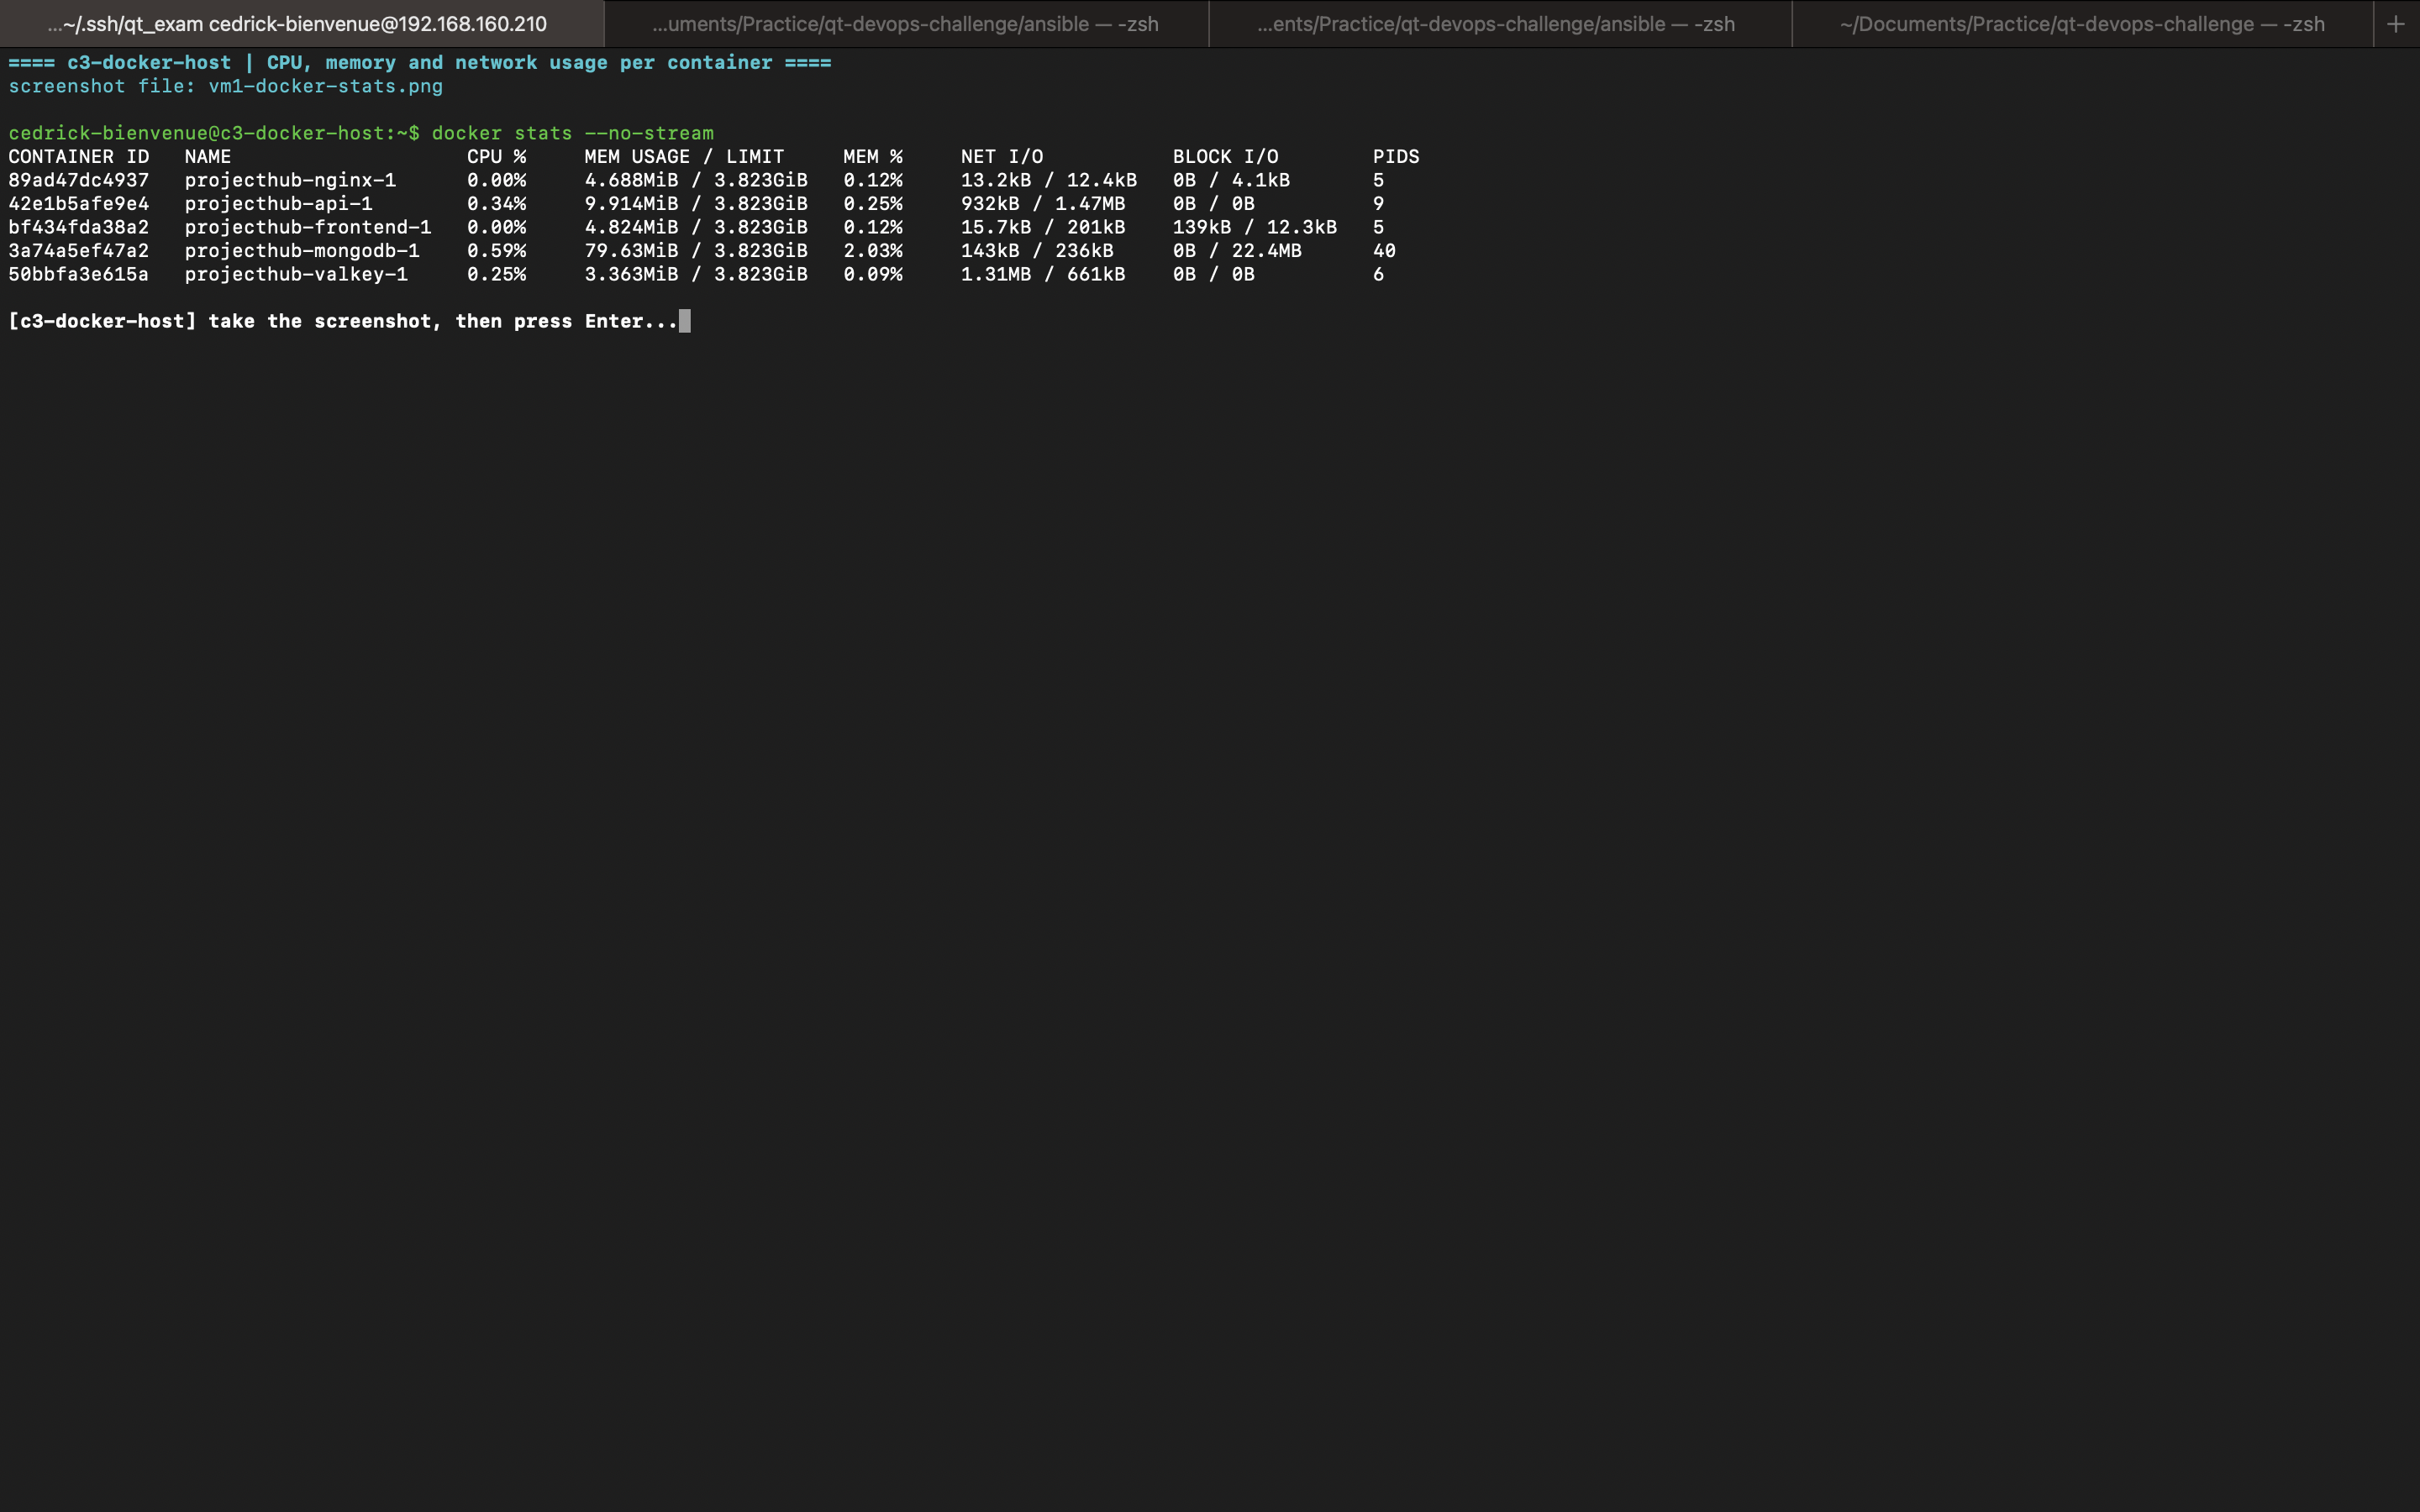 ...~/.ssh/qt_exam cedrick-bienvenue@192.168.160.210
...uments/Practice/qt-devops-challenge/ansible — -zsh
...ents/Practice/qt-devops-challenge/ansible — -zsh
~/Documents/Practice/qt-devops-challenge — -zsh
+
==== c3-docker-host | CPU, memory and network usage per container ====
screenshot file: vm1-docker-stats.png
cedrick-bienvenue@c3-docker-host:~$ docker stats --no-stream
CONTAINER ID   NAME                    CPU %     MEM USAGE / LIMIT     MEM %     NET I/O           BLOCK I/O        PIDS
89ad47dc4937   projecthub-nginx-1      0.00%     4.688MiB / 3.823GiB   0.12%     13.2kB / 12.4kB   0B / 4.1kB       5
42e1b5afe9e4   projecthub-api-1        0.34%     9.914MiB / 3.823GiB   0.25%     932kB / 1.47MB    0B / 0B          9
bf434fda38a2   projecthub-frontend-1   0.00%     4.824MiB / 3.823GiB   0.12%     15.7kB / 201kB    139kB / 12.3kB   5
3a74a5ef47a2   projecthub-mongodb-1    0.59%     79.63MiB / 3.823GiB   2.03%     143kB / 236kB     0B / 22.4MB      40
50bbfa3e615a   projecthub-valkey-1     0.25%     3.363MiB / 3.823GiB   0.09%     1.31MB / 661kB    0B / 0B          6
[c3-docker-host] take the screenshot, then press Enter...